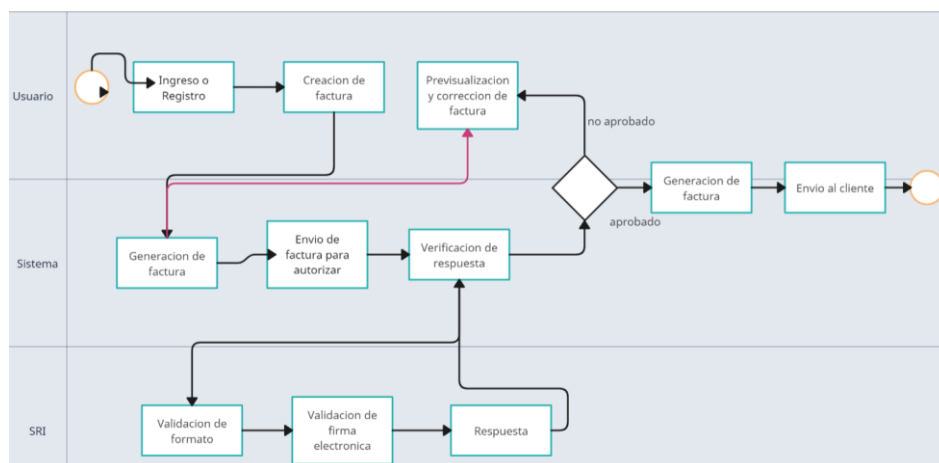 Usuario
Ingreso o
Registro
Creacion de
factura
Previsualizacion
y correccion de
factura
no aprobado
aprobado
Generacion de
factura
Envio al cliente
Sistema
Generacion de
factura
Envio de
factura para
autorizar
Verificacion de
respuesta
SRI
Validacion de
formato
Validacion de
firma
electronica
Respuesta